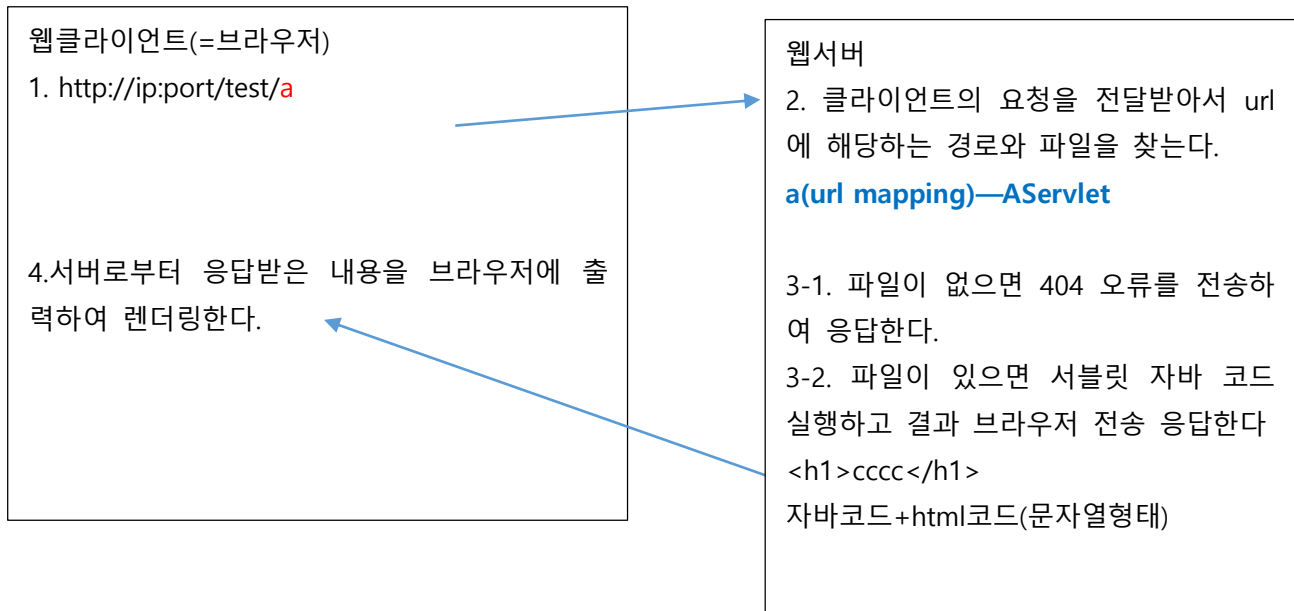 웹클라이언트(=브라우저)
1. http://ip:port/test/a
4.서버로부터 응답받은 내용을 브라우저에 출
력하여 렌더링한다.
웹서버
2. 클라이언트의 요청을 전달받아서 url
에 해당하는 경로와 파일을 찾는다.
a(url mapping)—AServlet
3-1. 파일이 없으면 404 오류를 전송하
여 응답한다.
3-2. 파일이 있으면 서블릿 자바 코드
실행하고 결과 브라우저 전송 응답한다
<h1>cccc</h1>
자바코드+html코드(문자열형태)